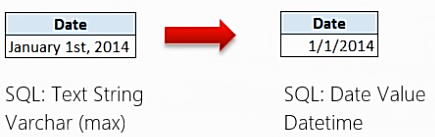 Date
January 1st, 2014
Date
1/1/2014
SQL: Text String
Varchar (max)
SQL: Date Value
Datetime